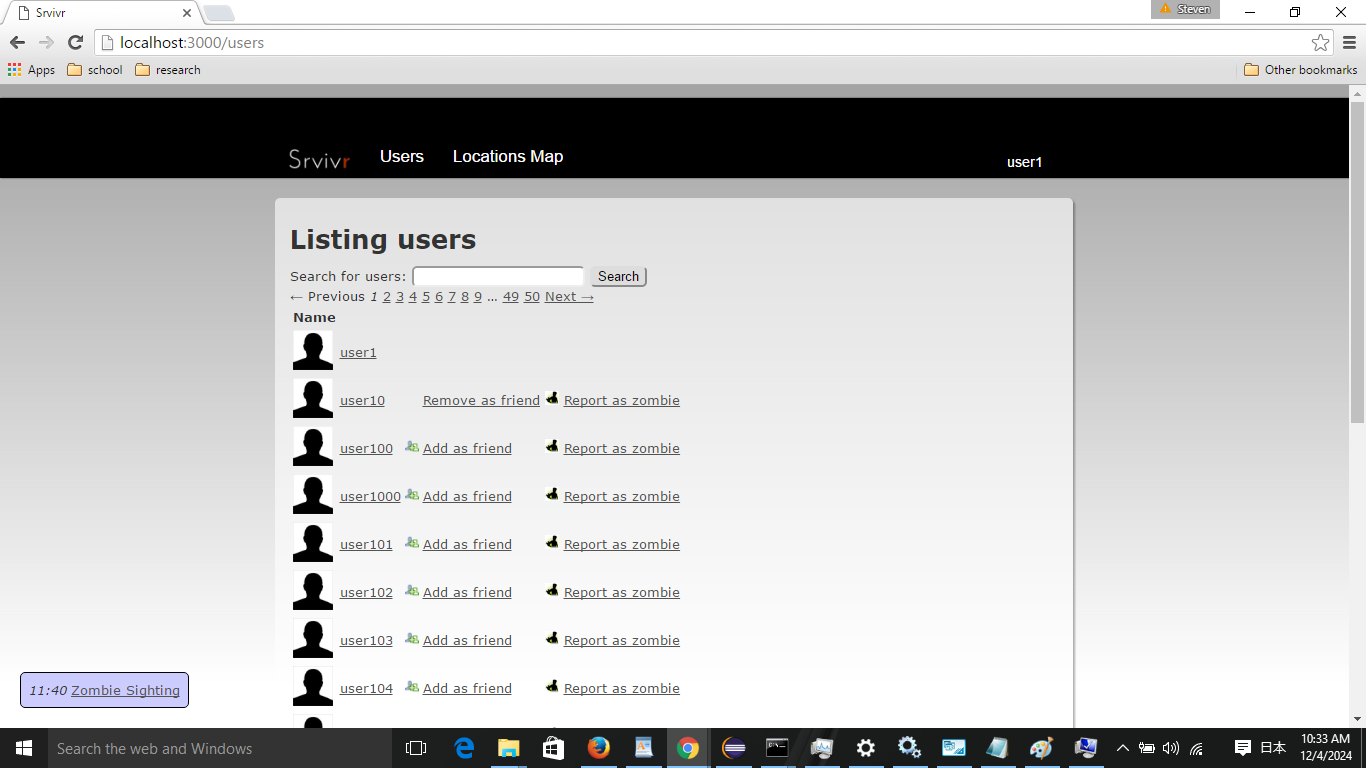 Srvivr
Steven
localhost:3000/users
Apps school research Other bookmarks
Srvivr Users Locations Map user1
Listing users
Search for users: Search
← Previous 1 2 3 4 5 6 7 8 9 … 49 50 Next →
Name
user1
user10 Remove as friend Report as zombie
user100 Add as friend Report as zombie
user1000 Add as friend Report as zombie
user101 Add as friend Report as zombie
user102 Add as friend Report as zombie
user103 Add as friend Report as zombie
user104 Add as friend Report as zombie
11:40 Zombie Sighting
Search the web and Windows
日本
10:33 AM
12/4/2024